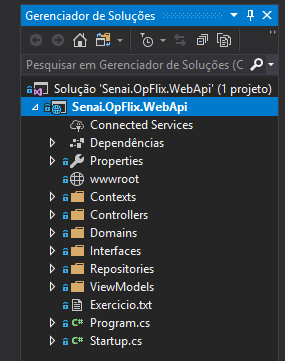 Gerenciador de Soluções
Pesquisar em Gerenciador de Soluções (C
Solução 'Senai.OpFlix.WebApi' (1 projeto)
Senai.OpFlix.WebApi
Connected Services
Dependências
Properties
wwwroot
Contexts
Controllers
Domains
Interfaces
Repositories
ViewModels
Exercicio.txt
C# Program.cs
C# Startup.cs